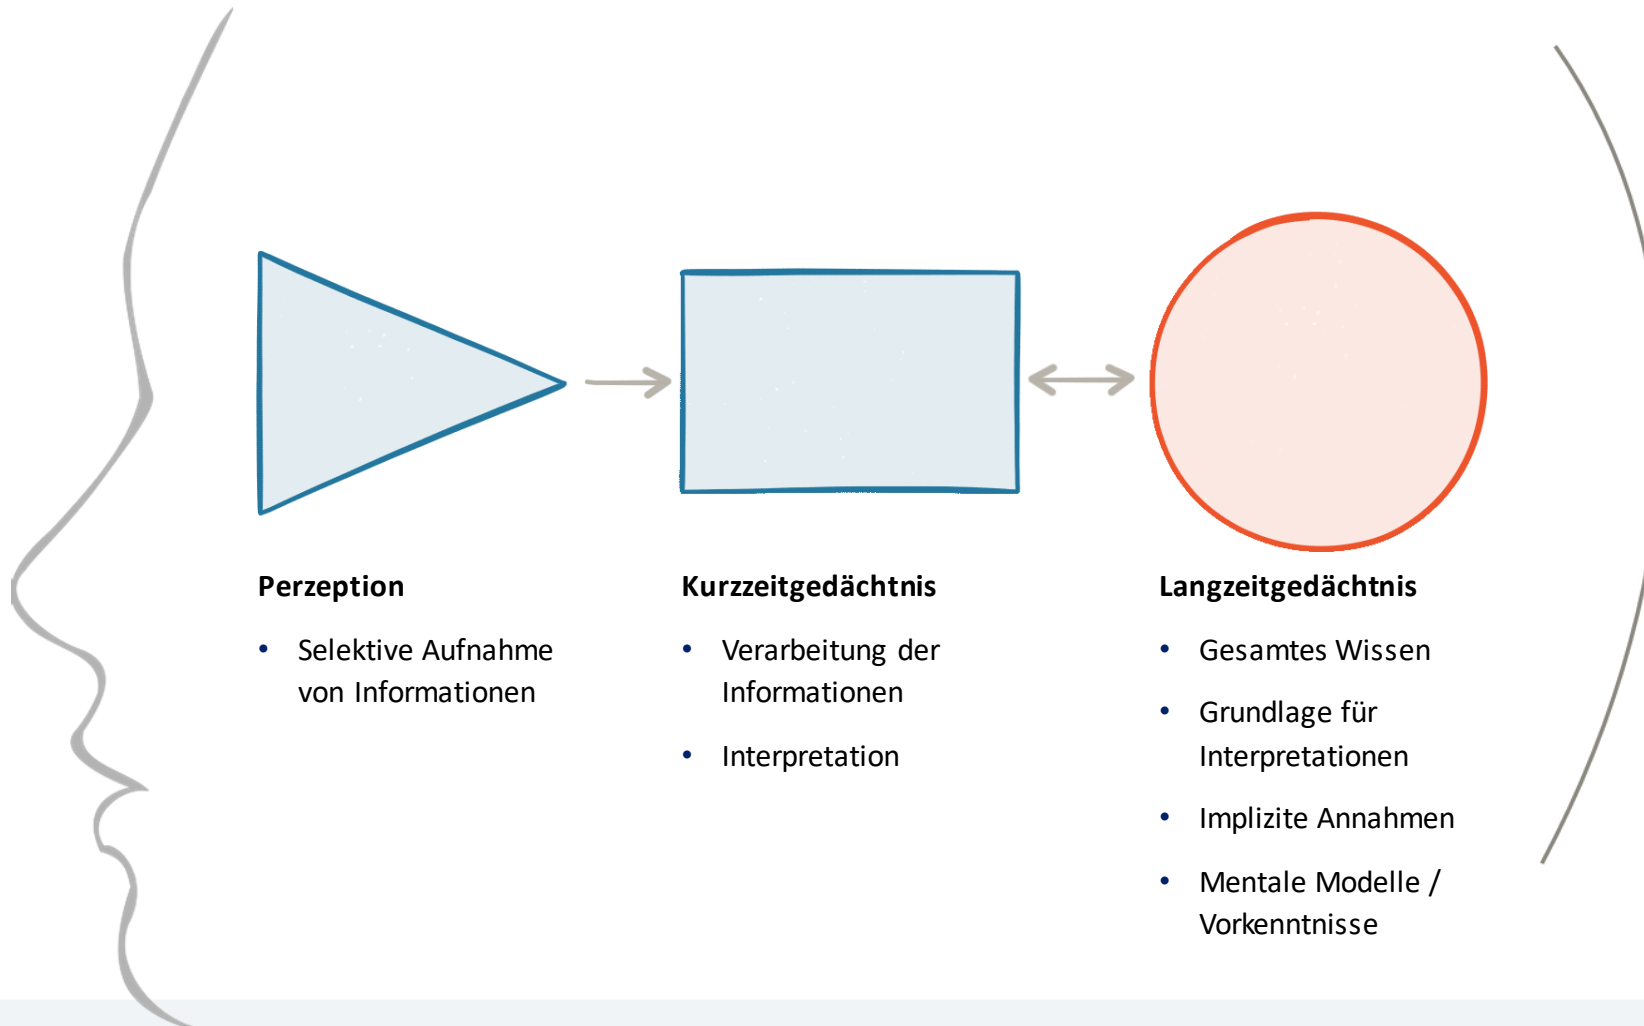 Perzeption
• Selektive Aufnahme
von Informationen
Kurzzeitgedächtnis
• Verarbeitung der
Informationen
• Interpretation
Langzeitgedächtnis
• Gesamtes Wissen
• Grundlage für
Interpretationen
• Implizite Annahmen
• Mentale Modelle /
Vorkenntnisse